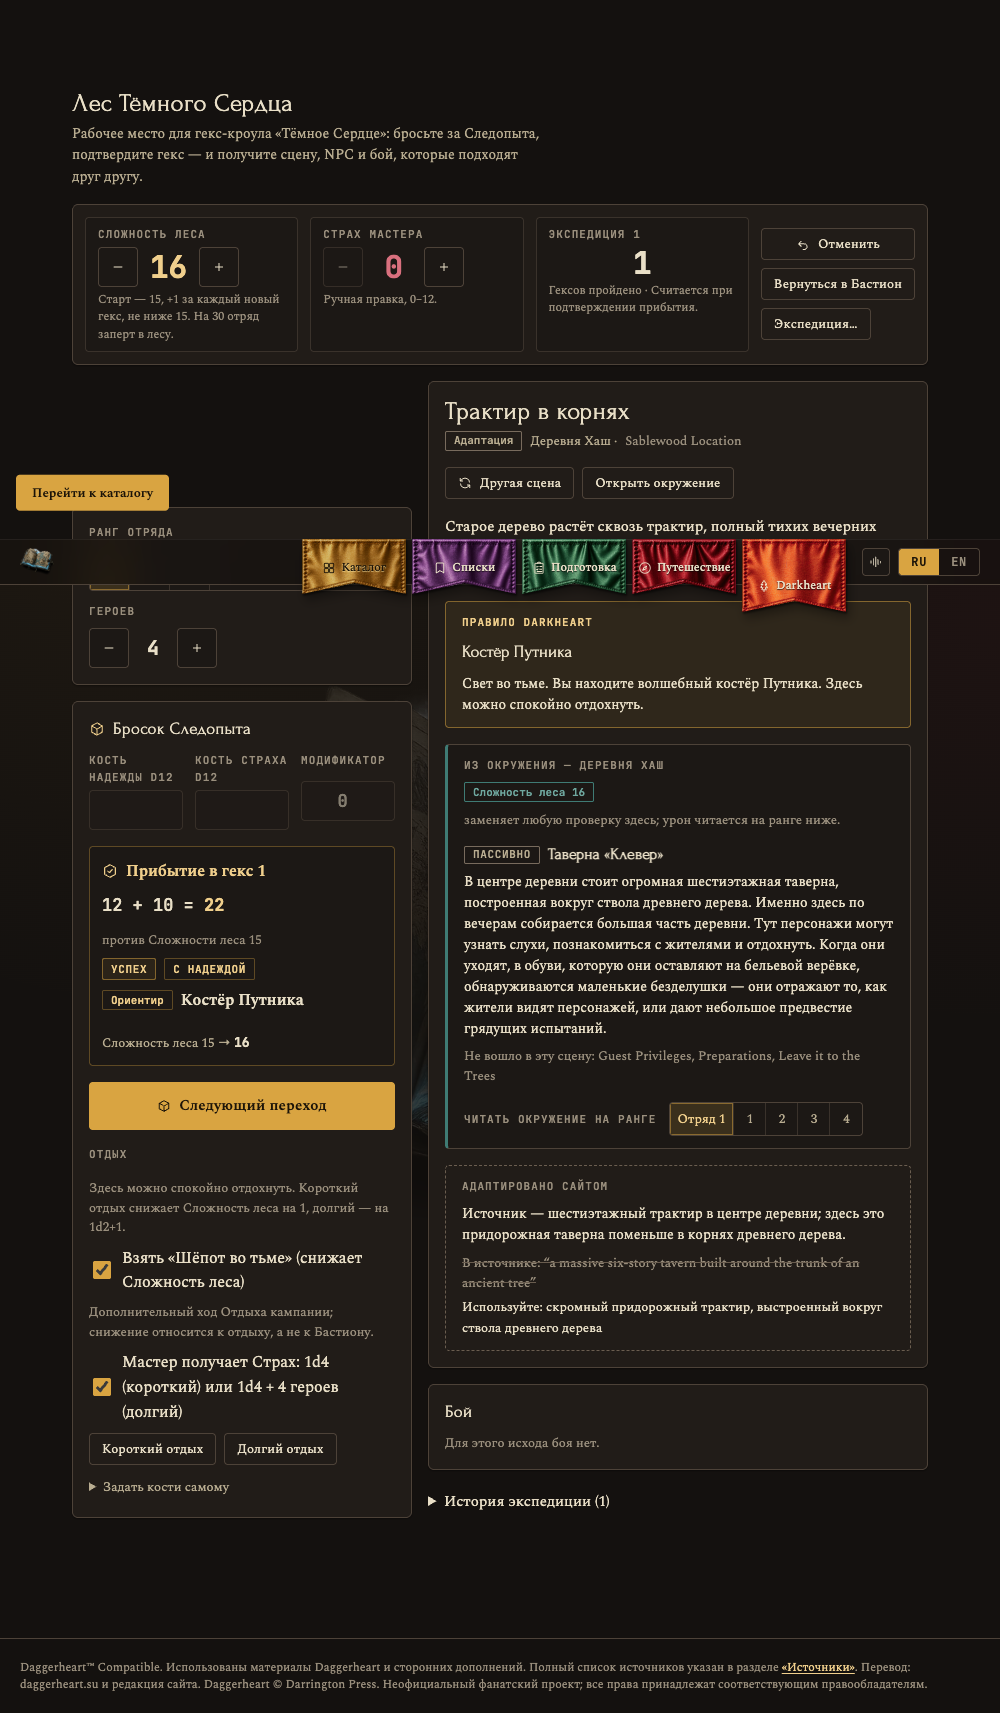 Лес Тёмного Сердца
Рабочее место для гекс-кроула «Тёмное Сердце»: бросьте за Следопыта,
подтвердите гекс — и получите сцену, NPC и бой, которые подходят
друг другу.
СЛОЖНОСТЬ ЛЕСА
− 16 +
Старт — 15, +1 за каждый новый
гекс, не ниже 15. На 30 отряд
заперт в лесу.
СТРАХ МАСТЕРА
− 0 +
Ручная правка, 0–12.
ЭКСПЕДИЦИЯ 1
1
Гексов пройдено · Считается при
подтверждении прибытия.
Отменить
Вернуться в Бастион
Экспедиция…
Трактир в корнях
Адаптация Деревня Хаш · Sablewood Location
Другая сцена Открыть окружение
Старое дерево растёт сквозь трактир, полный тихих вечерних
Перейти к каталогу
РАНГ ОТРЯДА
Каталог Списки Подготовка Путешествие Darkheart RU EN
ГЕРОЕВ
− 4 +
Бросок Следопыта
КОСТЬ
НАДЕЖДЫ D12
КОСТЬ СТРАХА
D12
МОДИФИКАТОР
0
Прибытие в гекс 1
12 + 10 = 22
против Сложности леса 15
УСПЕХ С НАДЕЖДОЙ
Ориентир Костёр Путника
Сложность леса 15 → 16
Следующий переход
ОТДЫХ
Здесь можно спокойно отдохнуть. Короткий
отдых снижает Сложность леса на 1, долгий — на
1d2+1.
Взять «Шёпот во тьме» (снижает
Сложность леса)
Дополнительный ход Отдыха кампании;
снижение относится к отдыху, а не к Бастиону.
Мастер получает Страх: 1d4
(короткий) или 1d4 + 4 героев
(долгий)
Короткий отдых Долгий отдых
Задать кости самому
ПРАВИЛО DARKHEART
Костёр Путника
Свет во тьме. Вы находите волшебный костёр Путника. Здесь
можно спокойно отдохнуть.
ИЗ ОКРУЖЕНИЯ — ДЕРЕВНЯ ХАШ
Сложность леса 16
заменяет любую проверку здесь; урон читается на ранге ниже.
ПАССИВНО Таверна «Клевер»
В центре деревни стоит огромная шестиэтажная таверна,
построенная вокруг ствола древнего дерева. Именно здесь по
вечерам собирается большая часть деревни. Тут персонажи могут
узнать слухи, познакомиться с жителями и отдохнуть. Когда они
уходят, в обуви, которую они оставляют на бельевой верёвке,
обнаруживаются маленькие безделушки — они отражают то, как
жители видят персонажей, или дают небольшое предвестие
грядущих испытаний.
Не вошло в эту сцену: Guest Privileges, Preparations, Leave it to the
Trees
ЧИТАТЬ ОКРУЖЕНИЕ НА РАНГЕ Отряд 1 1 2 3 4
АДАПТИРОВАНО САЙТОМ
Источник — шестиэтажный трактир в центре деревни; здесь это
придорожная таверна поменьше в корнях древнего дерева.
В источнике: “a massive six-story tavern built around the trunk of an
ancient tree”
Используйте: скромный придорожный трактир, выстроенный вокруг
ствола древнего дерева
Бой
Для этого исхода боя нет.
История экспедиции (1)
Daggerheart™ Compatible. Использованы материалы Daggerheart и сторонних дополнений. Полный список источников указан в разделе «Источники». Перевод:
daggerheart.su и редакция сайта. Daggerheart © Darrington Press. Неофициальный фанатский проект; все права принадлежат соответствующим правообладателям.